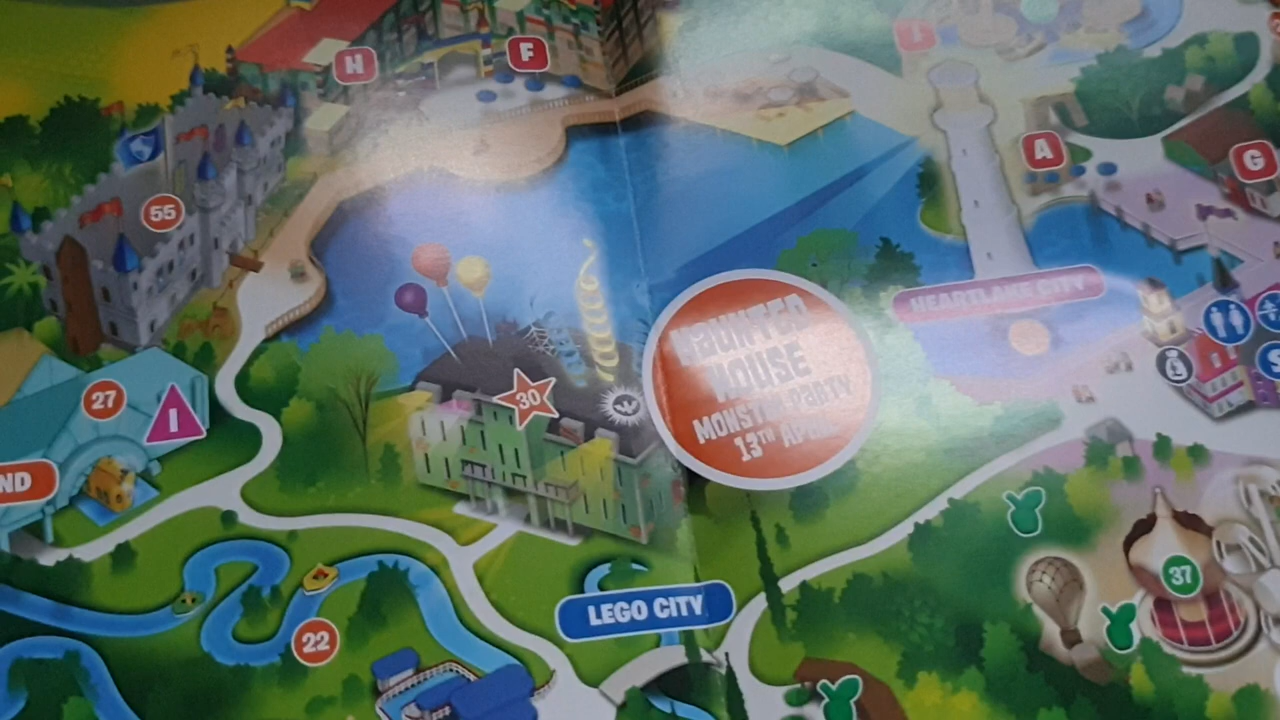 H
F
A
G
55
HEARTLAKE CITY
27
I
ND
30
HAUNTED
HOUSE
MONSTER PARTY
13TH APRIL
S
LEGO CITY
22
37